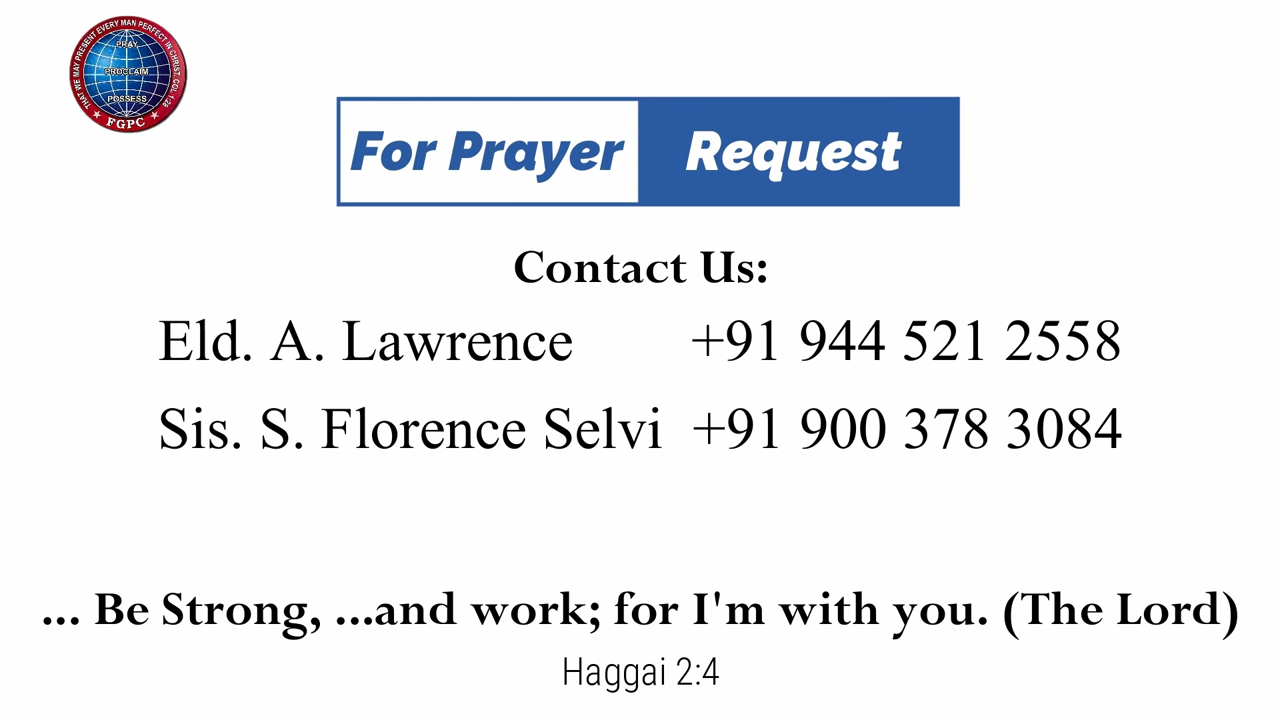 THAT WE MAY PRESENT EVERY MAN PERFECT IN CHRIST. COL 1:28
PRAY
PROCLAIM
POSSESS
★ FGPC ★
For Prayer Request
Contact Us:
Eld. A. Lawrence +91 944 521 2558
Sis. S. Florence Selvi +91 900 378 3084
... Be Strong, ...and work; for I'm with you. (The Lord)
Haggai 2:4